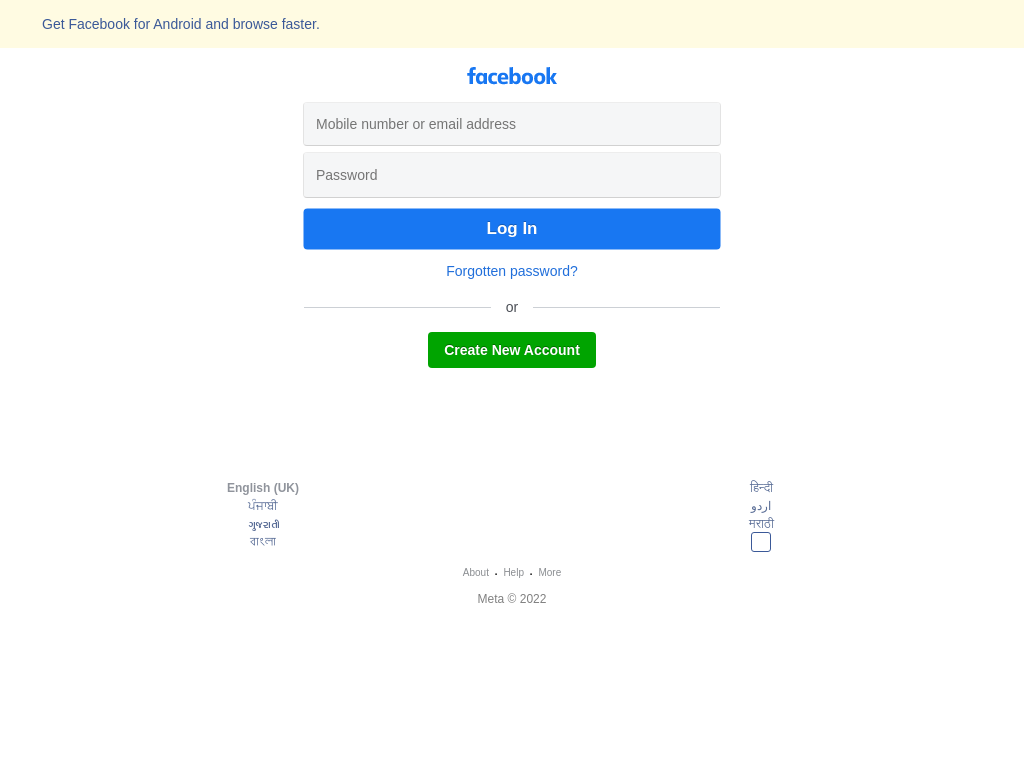 Get Facebook for Android and browse faster.
facebook
Mobile number or email address
Password
Log In
Forgotten password?
or
Create New Account
English (UK)
ਪੰਜਾਬੀ
ગુજરાતી
বাংলা
हिन्दी
اردو
मराठी
About · Help · More
Meta © 2022